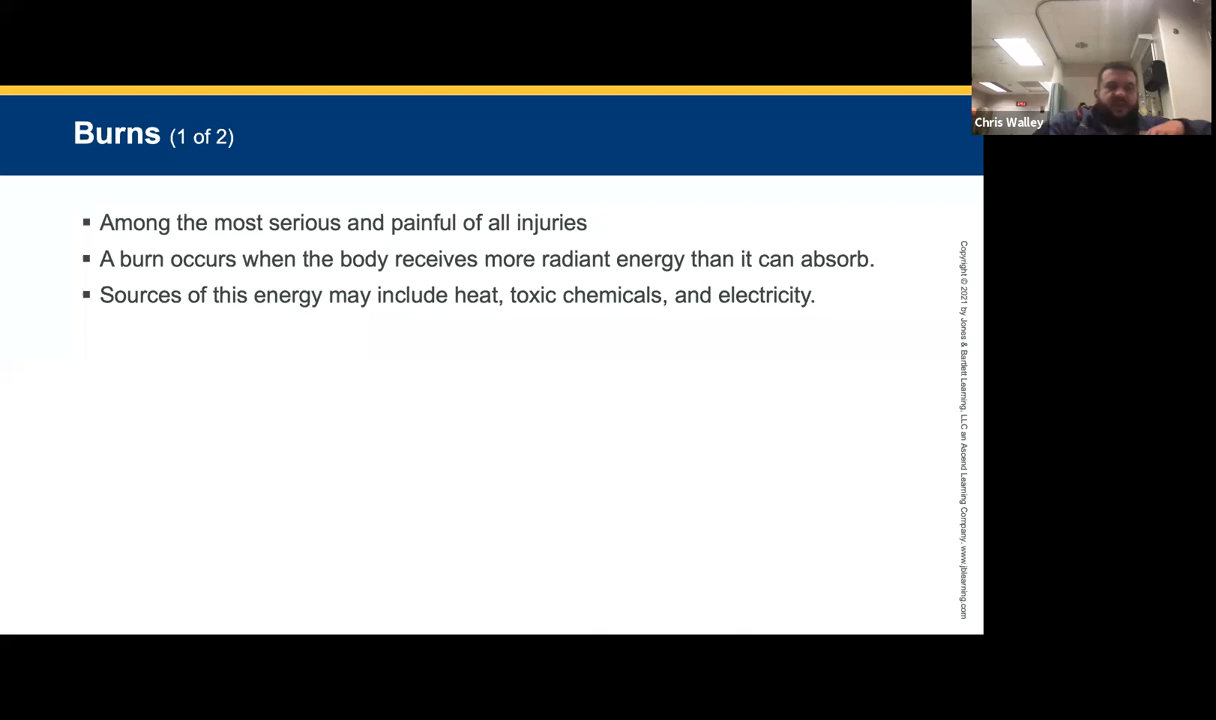 Burns (1 of 2)
Chris Walley
▪ Among the most serious and painful of all injuries
▪ A burn occurs when the body receives more radiant energy than it can absorb.
▪ Sources of this energy may include heat, toxic chemicals, and electricity.
Copyright © 2021 by Jones & Bartlett Learning, LLC an Ascend Learning Company. www.jblearning.com